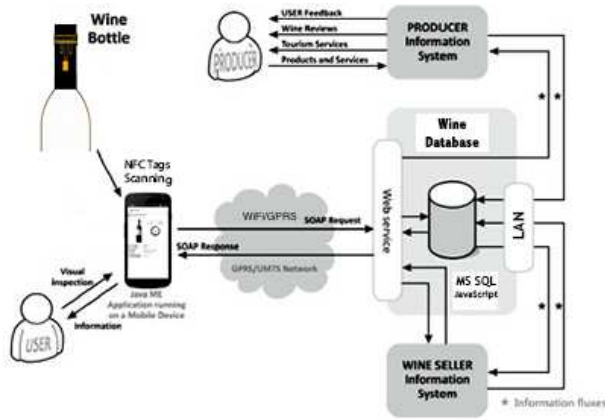 Wine
Bottle
USER Feedback
Wine Reviews
Tourism Services
Products and Services
PRODUCER
PRODUCER
Information
System
NFC Tags
Scanning
Wine
Database
WiFi/GPRS
SOAP Request
SOAP Response
GPRS/UMTS Network
Web service
LAN
MS SQL
JavaScript
Visual
inspection
Information
USER
Java ME
Application running
on a Mobile Device
WINE SELLER
Information
System
* Information fluxes